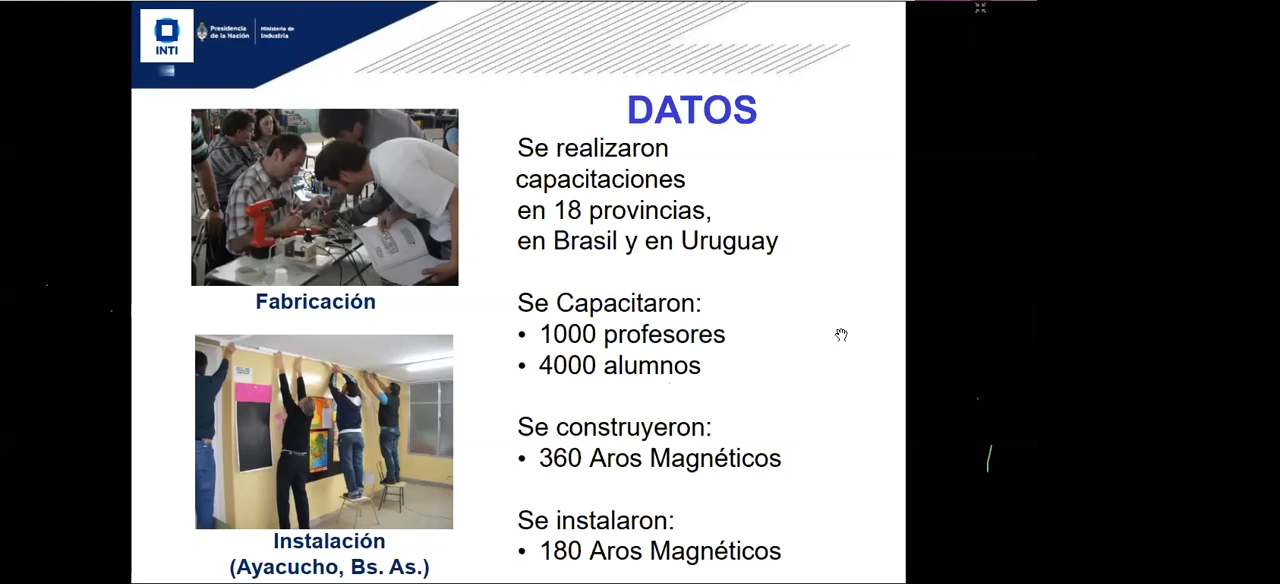 INTI
Presidencia
de la Nación
Ministerio de
Industria
DATOS
Se realizaron
capacitaciones
en 18 provincias,
en Brasil y en Uruguay
Fabricación
Se Capacitaron:
• 1000 profesores
• 4000 alumnos
Se construyeron:
• 360 Aros Magnéticos
Se instalaron:
• 180 Aros Magnéticos
Instalación
(Ayacucho, Bs. As.)